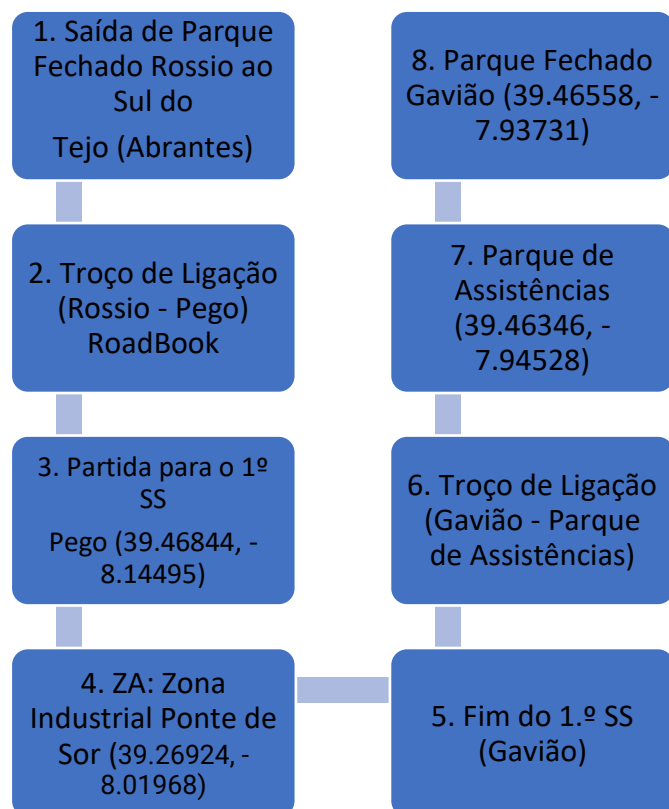 1. Saída de Parque
Fechado Rossio ao
Sul do
Tejo (Abrantes)
2. Troço de Ligação
(Rossio - Pego)
RoadBook
3. Partida para o 1º
SS
Pego (39.46844, -
8.14495)
4. ZA: Zona
Industrial Ponte de
Sor (39.26924, -
8.01968)
5. Fim do 1.º SS
(Gavião)
6. Troço de Ligação
(Gavião - Parque
de Assistências)
7. Parque de
Assistências
(39.46346, -
7.94528)
8. Parque Fechado
Gavião (39.46558, -
7.93731)